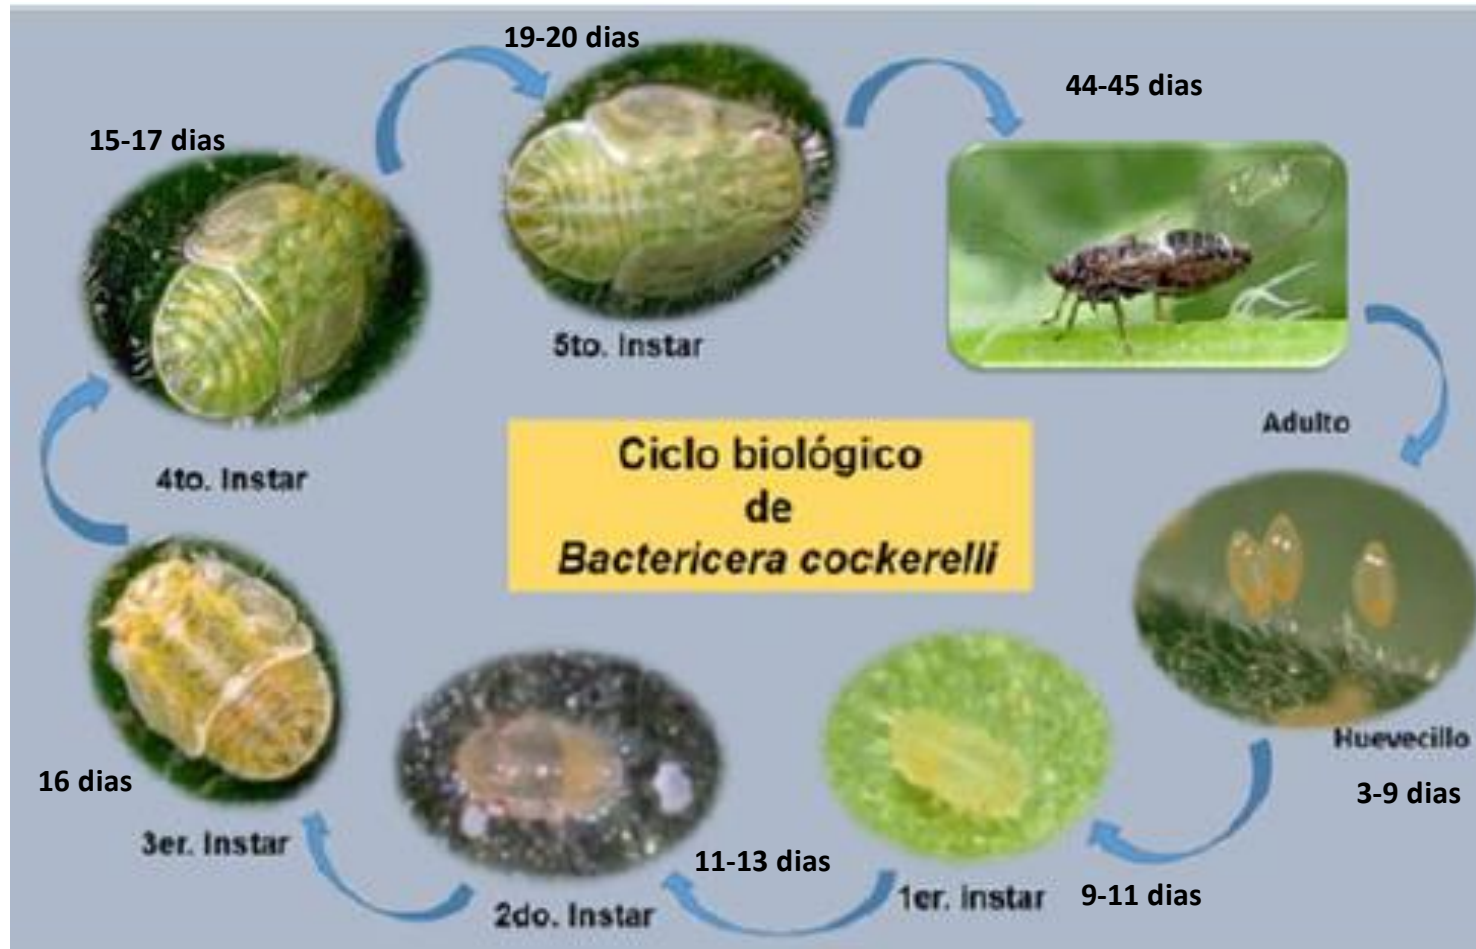 19-20 dias
44-45 dias
15-17 dias
5to. Instar
Adulto
4to. Instar
Ciclo biológico
de
Bactericera cockerelli
Huevecillo
3-9 dias
16 dias
3er. Instar
11-13 dias
1er. Instar
9-11 dias
2do. Instar